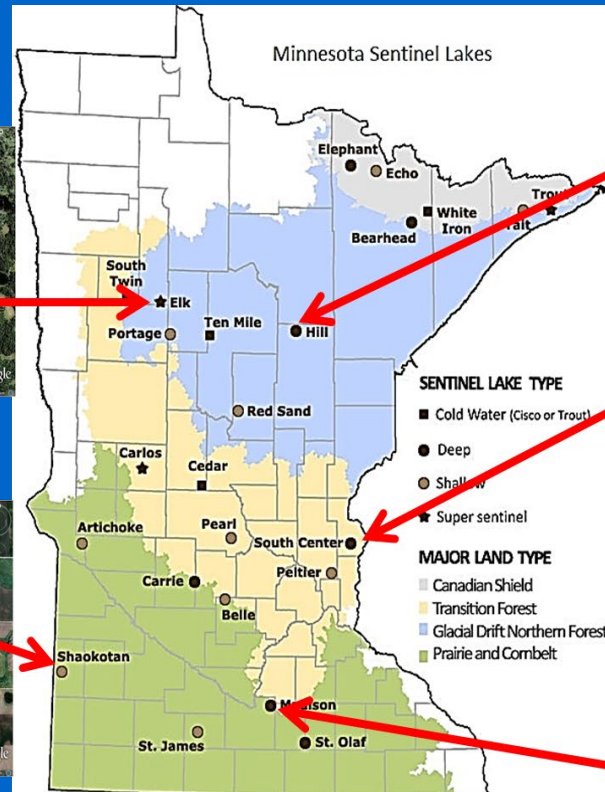 Minnesota Sentinel Lakes
Elephant
Echo
White
Iron
Trout
Tait
Bearhead
South
Twin
Elk
Ten Mile
Hill
Portage
Red Sand
SENTINEL LAKE TYPE
Cold Water (Cisco or Trout)
Deep
Shallow
Super sentinel
Carlos
Cedar
Artichoke
Pearl
South Center
Peltier
Carrie
Belle
MAJOR LAND TYPE
Canadian Shield
Transition Forest
Glacial Drift Northern Forest
Prairie and Cornbelt
Shaokotan
Madison
St. James
St. Olaf